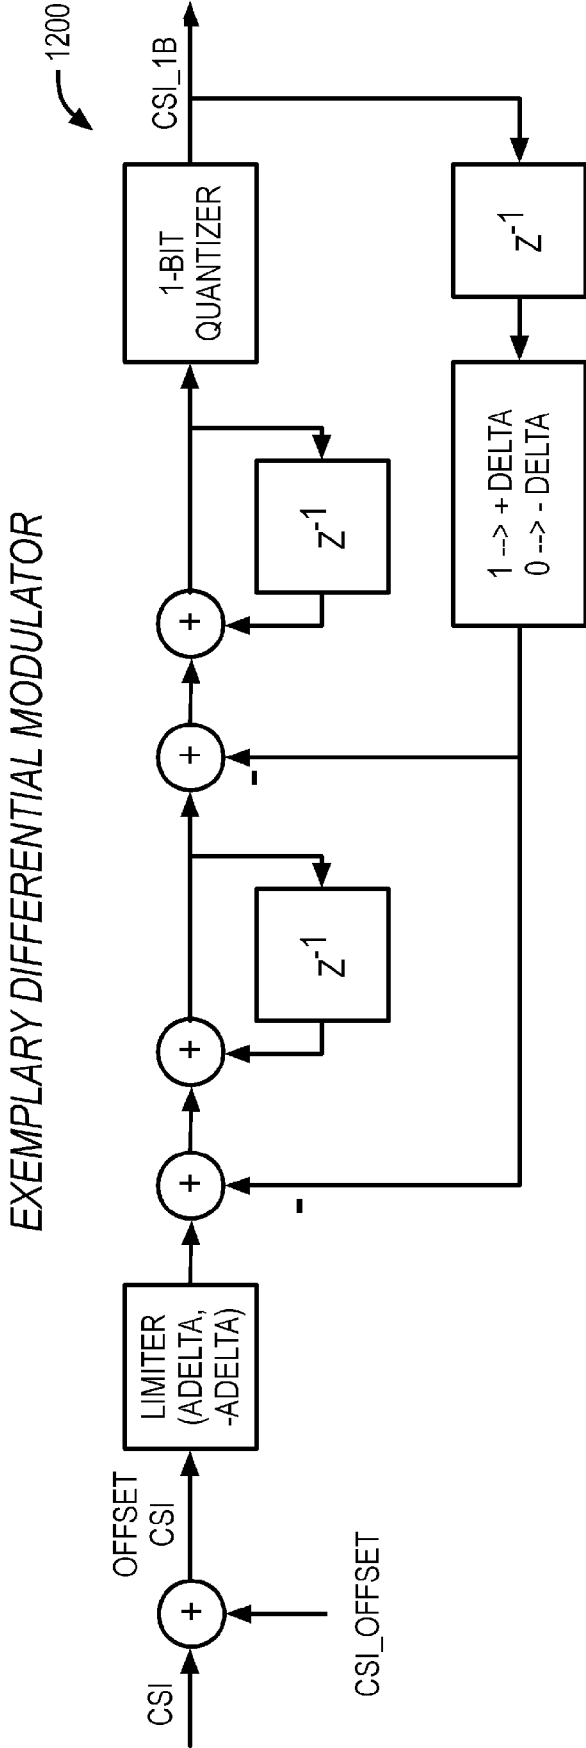 EXEMPLARY DIFFERENTIAL MODULATOR
1200
CSI
+
CSI_OFFSET
OFFSET
CSI
LIMITER
(ADELTA,
-ADELTA)
+
-
+
Z-1
+
-
+
Z-1
1-BIT
QUANTIZER
CSI_1B
Z-1
1 --> + DELTA
0 --> - DELTA